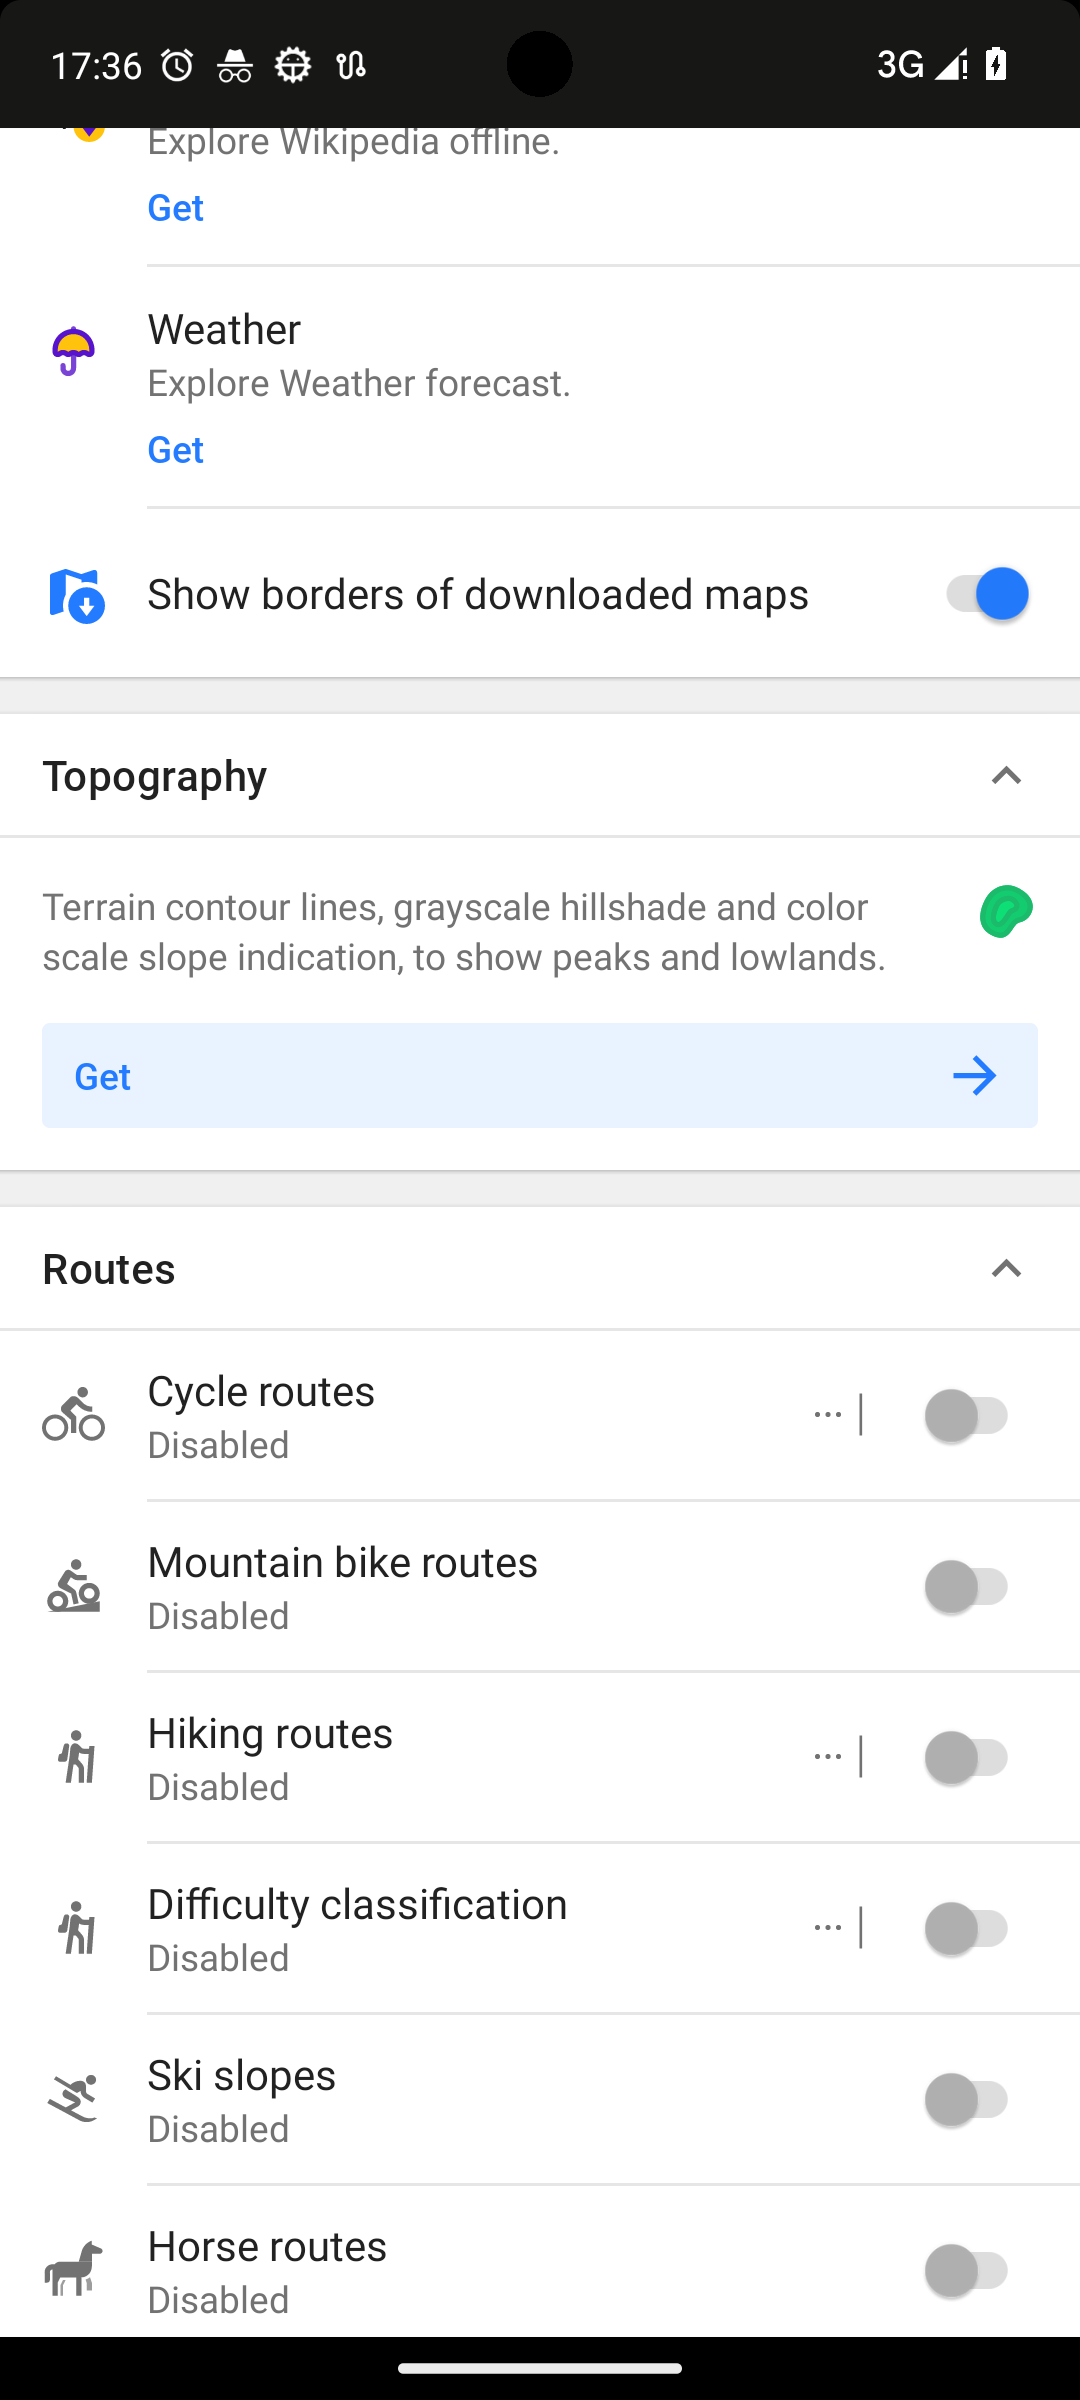 17:36
3G
Explore Wikipedia offline.
Get
Weather
Explore Weather forecast.
Get
Show borders of downloaded maps
Topography
Terrain contour lines, grayscale hillshade and color
scale slope indication, to show peaks and lowlands.
Get
Routes
Cycle routes
Disabled
Mountain bike routes
Disabled
Hiking routes
Disabled
Difficulty classification
Disabled
Ski slopes
Disabled
Horse routes
Disabled